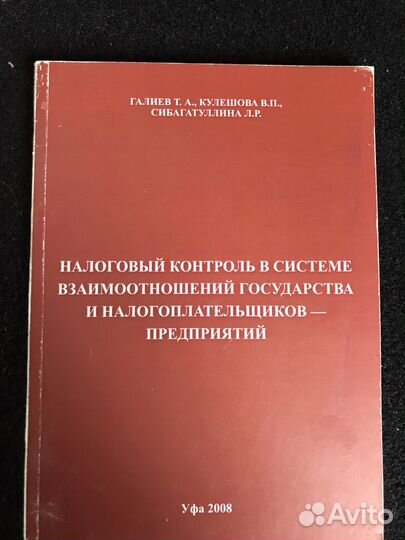 ГАЛИЕВ Т. А., КУЛЕШОВА В.П.,
СИБАГАТУЛЛИНА Л.Р.
НАЛОГОВЫЙ КОНТРОЛЬ В СИСТЕМЕ
ВЗАИМООТНОШЕНИЙ ГОСУДАРСТВА
И НАЛОГОПЛАТЕЛЬЩИКОВ —
ПРЕДПРИЯТИЙ
Уфа 2008
Avito